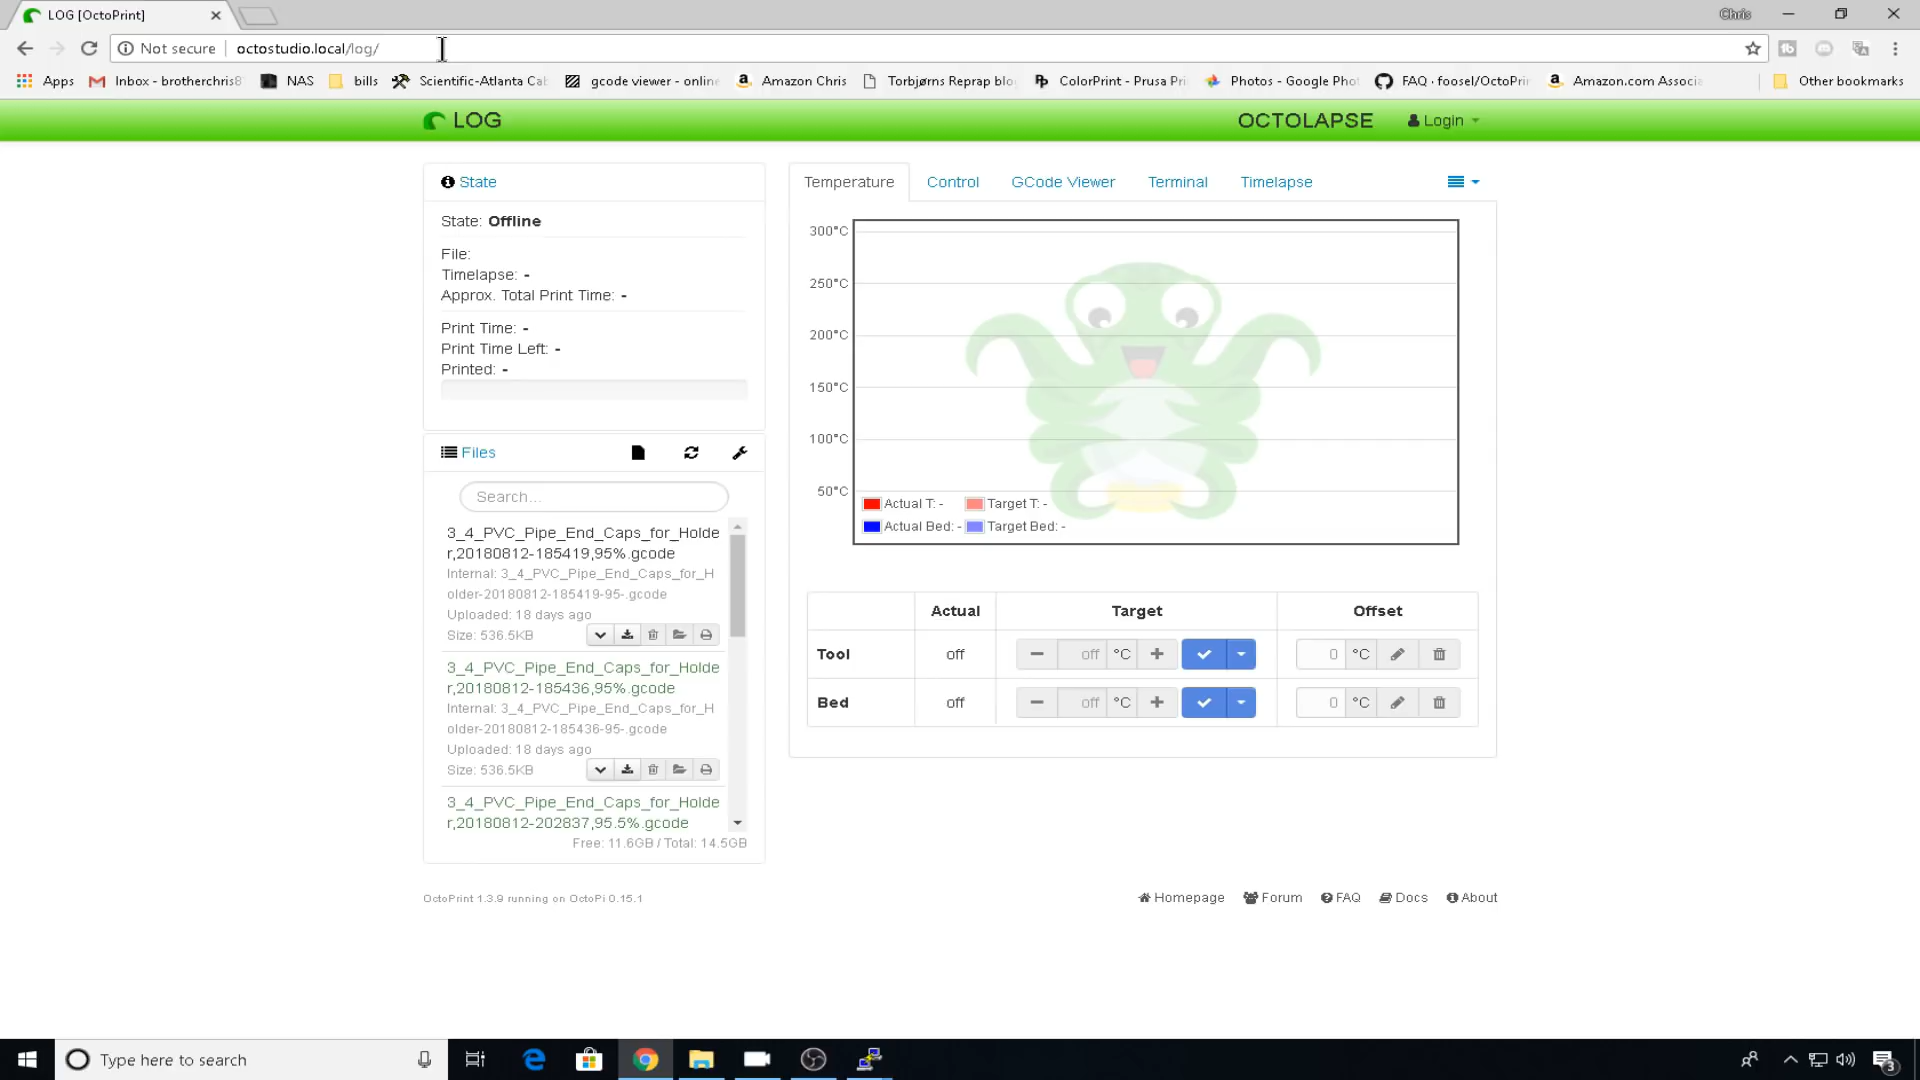 LOG [OctoPrint]
Chris
Not secure
octostudio.local/log/
Apps
Inbox - brotherchris8
NAS
bills
Scientific-Atlanta Cab
gcode viewer - online
Amazon Chris
Torbjørns Reprap blo
ColorPrint - Prusa Pri
Photos - Google Phot
FAQ · foosel/OctoPrin
Amazon.com Associa
Other bookmarks
LOG
OCTOLAPSE
Login
State
State: Offline
File:
Timelapse: -
Approx. Total Print Time: -
Print Time: -
Print Time Left: -
Printed: -
Files
Search...
3_4_PVC_Pipe_End_Caps_for_Holde
r,20180812-185419,95%.gcode
Internal: 3_4_PVC_Pipe_End_Caps_for_H
older-20180812-185419-95-.gcode
Uploaded: 18 days ago
Size: 536.5KB
3_4_PVC_Pipe_End_Caps_for_Holde
r,20180812-185436,95%.gcode
Internal: 3_4_PVC_Pipe_End_Caps_for_H
older-20180812-185436-95-.gcode
Uploaded: 18 days ago
Size: 536.5KB
3_4_PVC_Pipe_End_Caps_for_Holde
r,20180812-202837,95.5%.gcode
Free: 11.6GB / Total: 14.5GB
Temperature
Control
GCode Viewer
Terminal
Timelapse
300°C
250°C
200°C
150°C
100°C
50°C
Actual T: -
Target T: -
Actual Bed: -
Target Bed: -
Actual
Target
Offset
Tool
off
off
°C
0
°C
Bed
off
off
°C
0
°C
OctoPrint 1.3.9 running on OctoPi 0.15.1
Homepage
Forum
FAQ
Docs
About
Type here to search
3